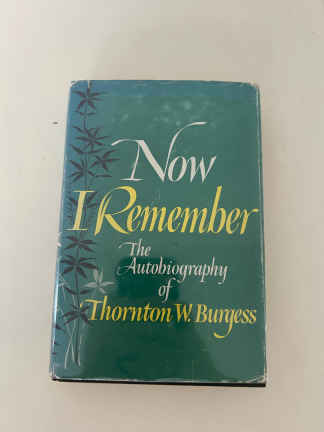 Now
I Remember
The
Autobiography
of
Thornton W. Burgess